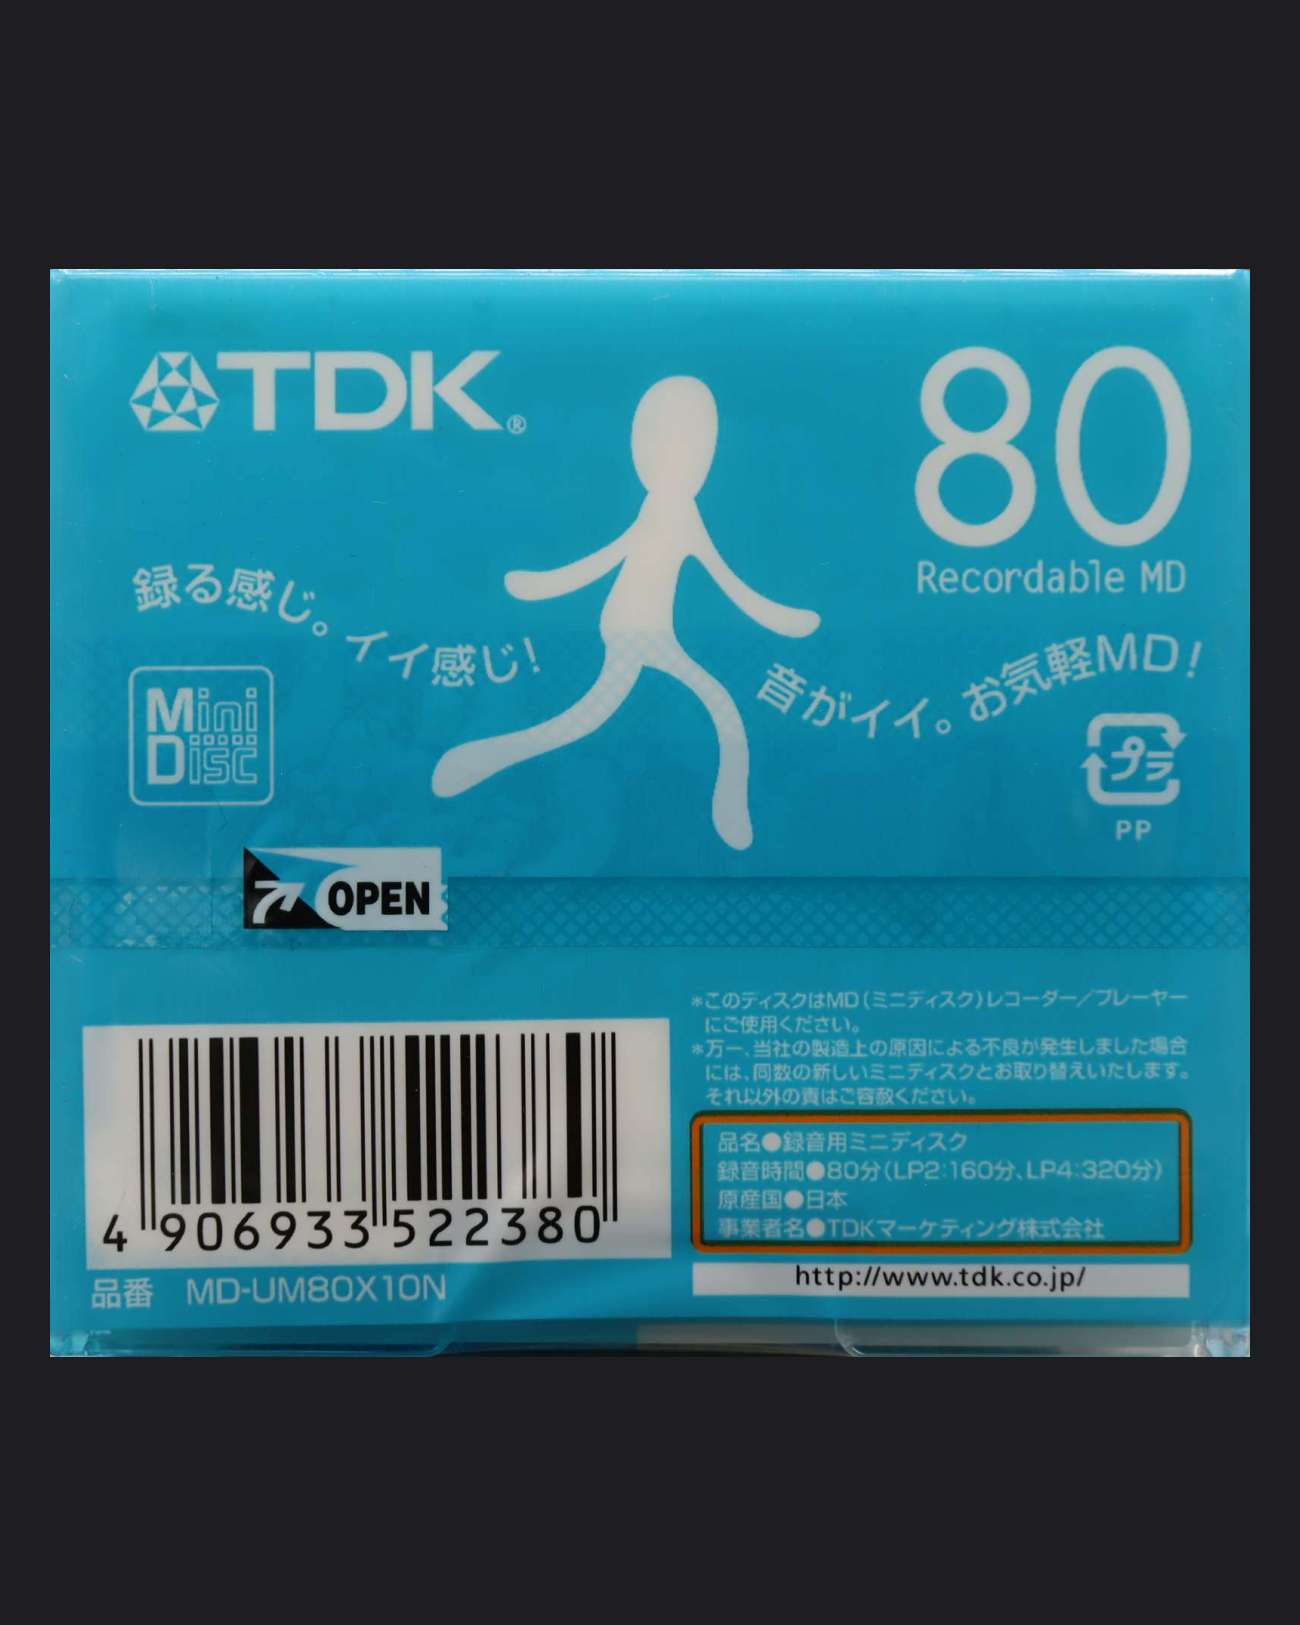 TDK®
80
Recordable MD
録る感じ。イイ感じ!
音がイイ。お気軽MD!
Mini
Disc
プラ
PP
OPEN
*このディスクはMD(ミニディスク)レコーダー/プレーヤー
にご使用ください。
*万一、当社の製造上の原因による不良が発生しました場合
には、同数の新しいミニディスクとお取り替えいたします。
それ以外の責はご容赦ください。
品名●録音用ミニディスク
録音時間●80分(LP2:160分、LP4:320分)
原産国●日本
事業者名●TDKマーケティング株式会社
http://www.tdk.co.jp/
4 906933 522380
品番 MD-UM80X10N